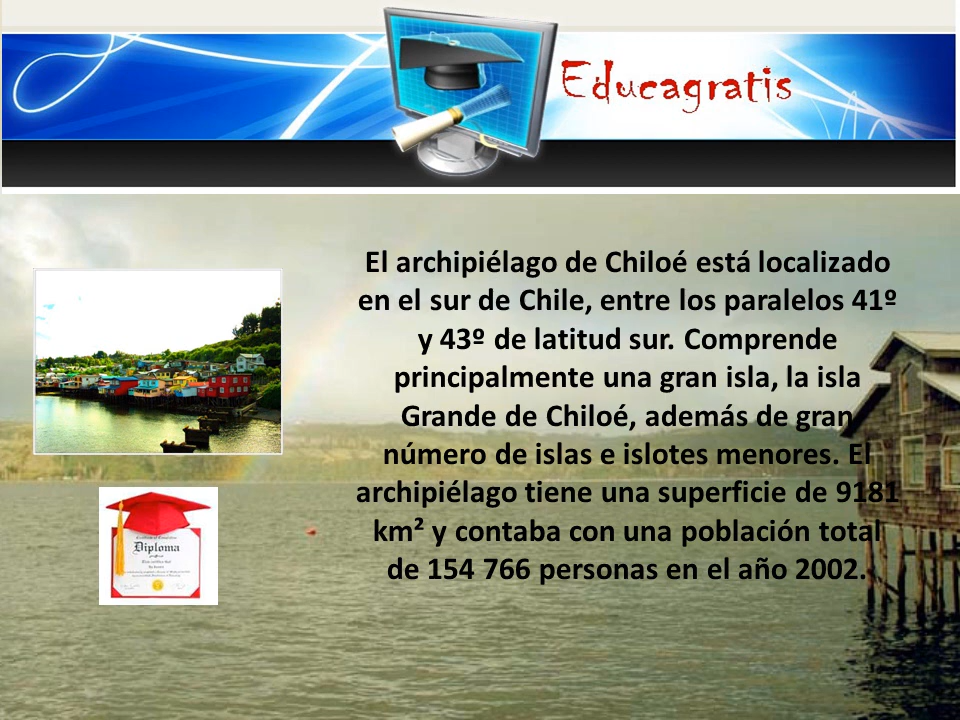 Educagratis
El archipiélago de Chiloé está localizado
en el sur de Chile, entre los paralelos 41º
y 43º de latitud sur. Comprende
principalmente una gran isla, la isla
Grande de Chiloé, además de gran
número de islas e islotes menores. El
archipiélago tiene una superficie de 9181
km² y contaba con una población total
de 154 766 personas en el año 2002.
Diploma